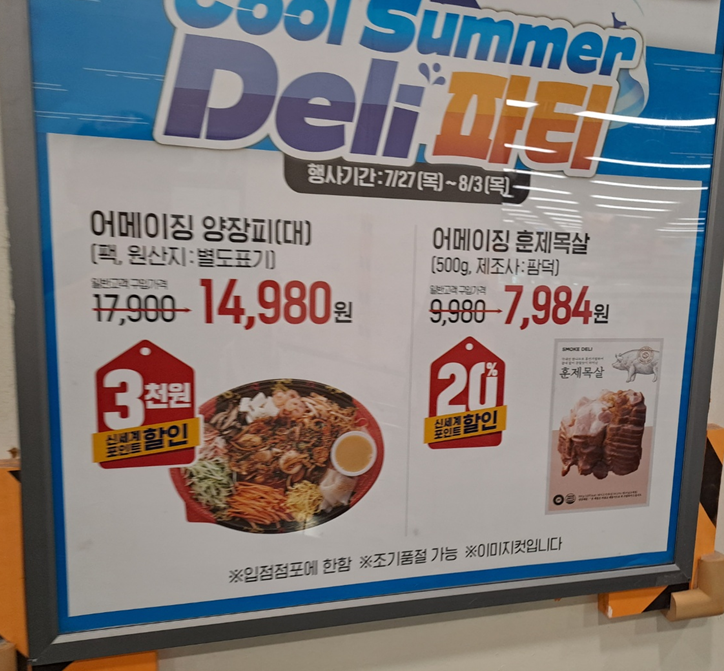 Cool Summer
Deli 파티
행사기간 : 7/27(목) ~ 8/3(목)
어메이징 양장피(대)
(팩, 원산지 : 별도표기)
일반고객 구입가격
17,900 → 14,980원
3천원
신세계
포인트 할인
어메이징 훈제목살
(500g, 제조사 : 팜덕)
일반고객 구입가격
9,980 → 7,984원
20%
신세계
포인트 할인
SMOKE DELI
훈제목살
※입점점포에 한함 ※조기품절 가능 ※이미지컷입니다